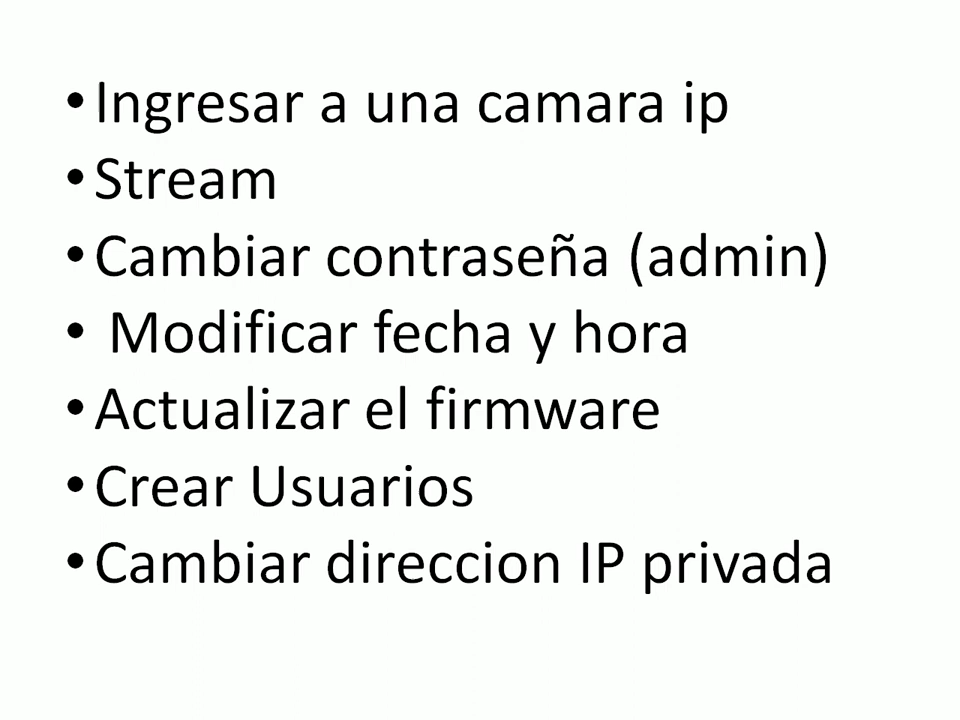 • Ingresar a una camara ip
• Stream
• Cambiar contraseña (admin)
• Modificar fecha y hora
• Actualizar el firmware
• Crear Usuarios
• Cambiar direccion IP privada